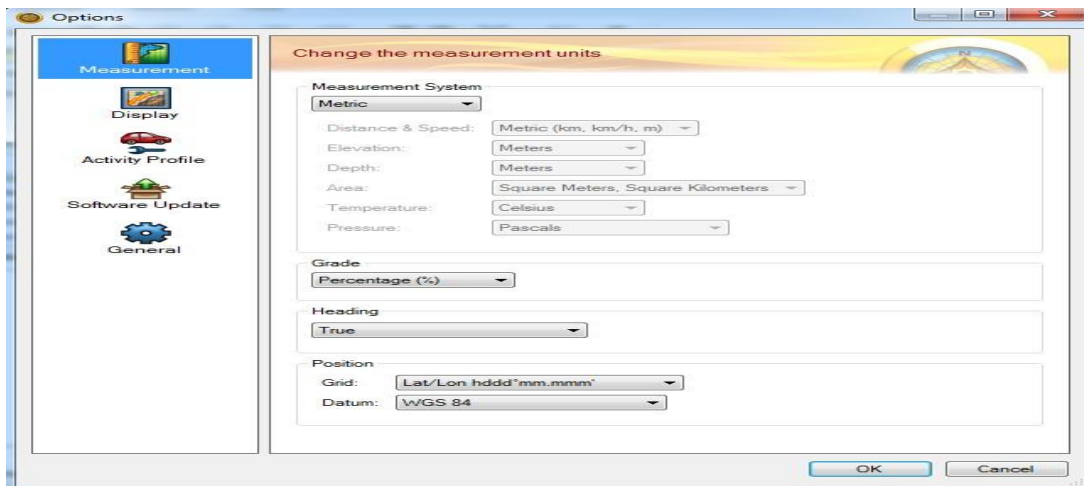 Options
Measurement
Display
Activity Profile
Software Update
General
Change the measurement units
N
Measurement System
Metric
Distance & Speed: Metric (km, km/h, m)
Elevation: Meters
Depth: Meters
Area: Square Meters, Square Kilometers
Temperature: Celsius
Pressure: Pascals
Grade
Percentage (%)
Heading
True
Position
Grid: Lat/Lon hddd°mm.mmm'
Datum: WGS 84
OK Cancel